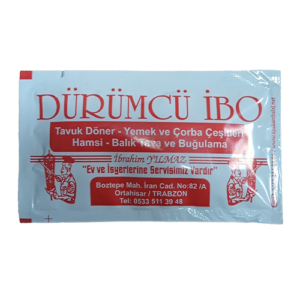 DÜRÜMCÜ İBO
Tavuk Döner - Yemek ve Çorba Çeşitleri
Hamsi - Balık Tava ve Buğulama
İbrahim YILMAZ
"Ev ve İşyerlerine Servisimiz Vardır"
Boztepe Mah. İran Cad. No:82 /A
Ortahisar / TRABZON
Tel: 0533 511 39 48